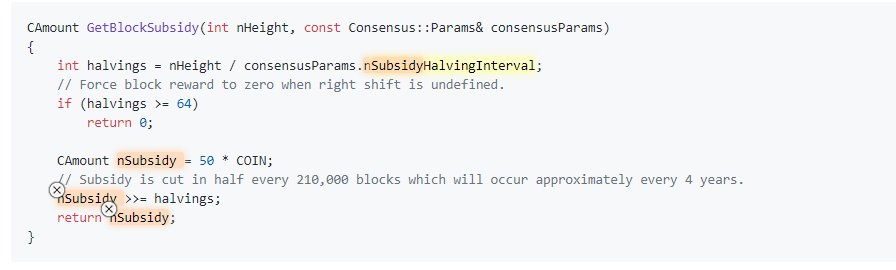 CAmount GetBlockSubsidy(int nHeight, const Consensus::Params& consensusParams)
{
    int halvings = nHeight / consensusParams.nSubsidyHalvingInterval;
    // Force block reward to zero when right shift is undefined.
    if (halvings >= 64)
        return 0;

    CAmount nSubsidy = 50 * COIN;
    // Subsidy is cut in half every 210,000 blocks which will occur approximately every 4 years.
    nSubsidy >>= halvings;
    return nSubsidy;
}